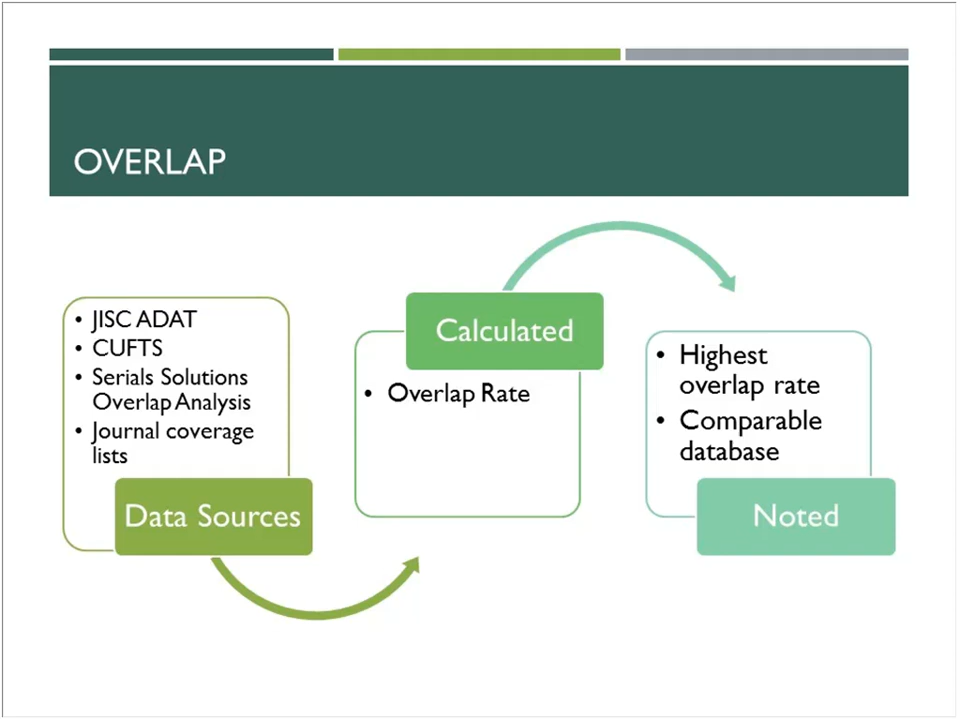 OVERLAP
• JISC ADAT
• CUFTS
• Serials Solutions
Overlap Analysis
• Journal coverage
lists
Data Sources
Calculated
• Overlap Rate
• Highest
overlap rate
• Comparable
database
Noted